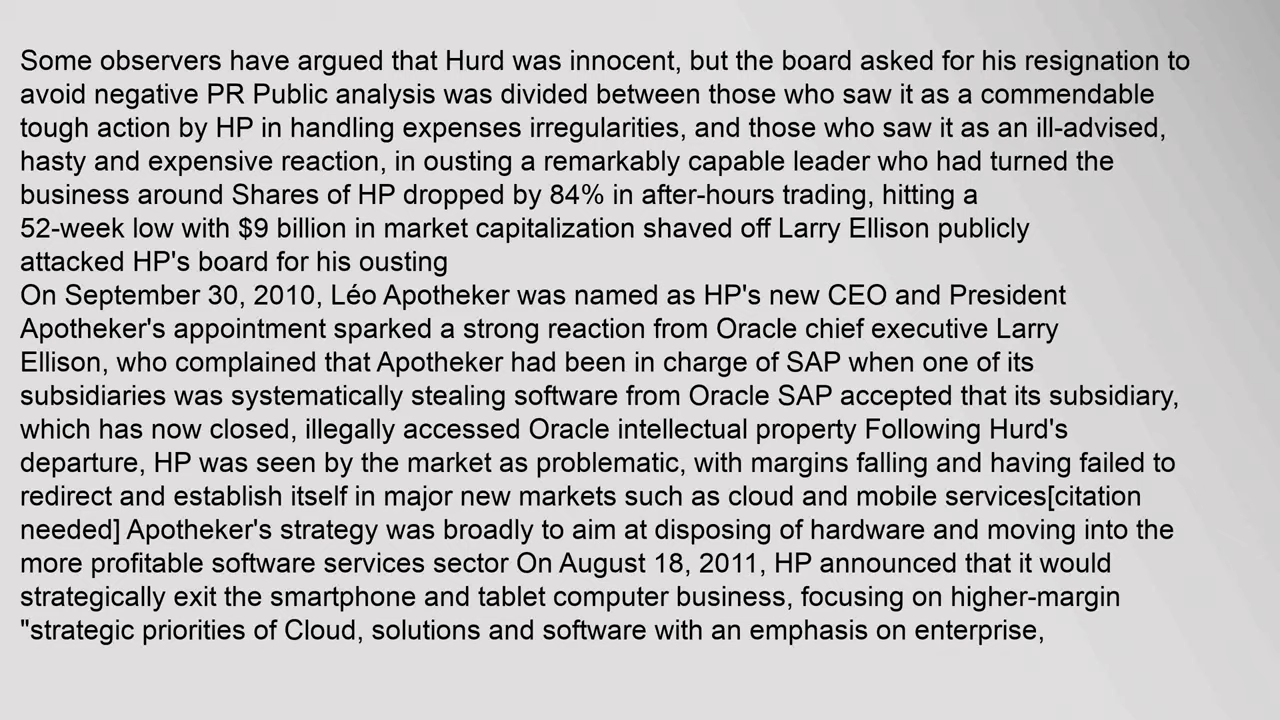 Some observers have argued that Hurd was innocent, but the board asked for his resignation to
avoid negative PR Public analysis was divided between those who saw it as a commendable
tough action by HP in handling expenses irregularities, and those who saw it as an ill-advised,
hasty and expensive reaction, in ousting a remarkably capable leader who had turned the
business around Shares of HP dropped by 84% in after-hours trading, hitting a
52-week low with $9 billion in market capitalization shaved off Larry Ellison publicly
attacked HP's board for his ousting
On September 30, 2010, Léo Apotheker was named as HP's new CEO and President
Apotheker's appointment sparked a strong reaction from Oracle chief executive Larry
Ellison, who complained that Apotheker had been in charge of SAP when one of its
subsidiaries was systematically stealing software from Oracle SAP accepted that its subsidiary,
which has now closed, illegally accessed Oracle intellectual property Following Hurd's
departure, HP was seen by the market as problematic, with margins falling and having failed to
redirect and establish itself in major new markets such as cloud and mobile services[citation
needed] Apotheker's strategy was broadly to aim at disposing of hardware and moving into the
more profitable software services sector On August 18, 2011, HP announced that it would
strategically exit the smartphone and tablet computer business, focusing on higher-margin
"strategic priorities of Cloud, solutions and software with an emphasis on enterprise,